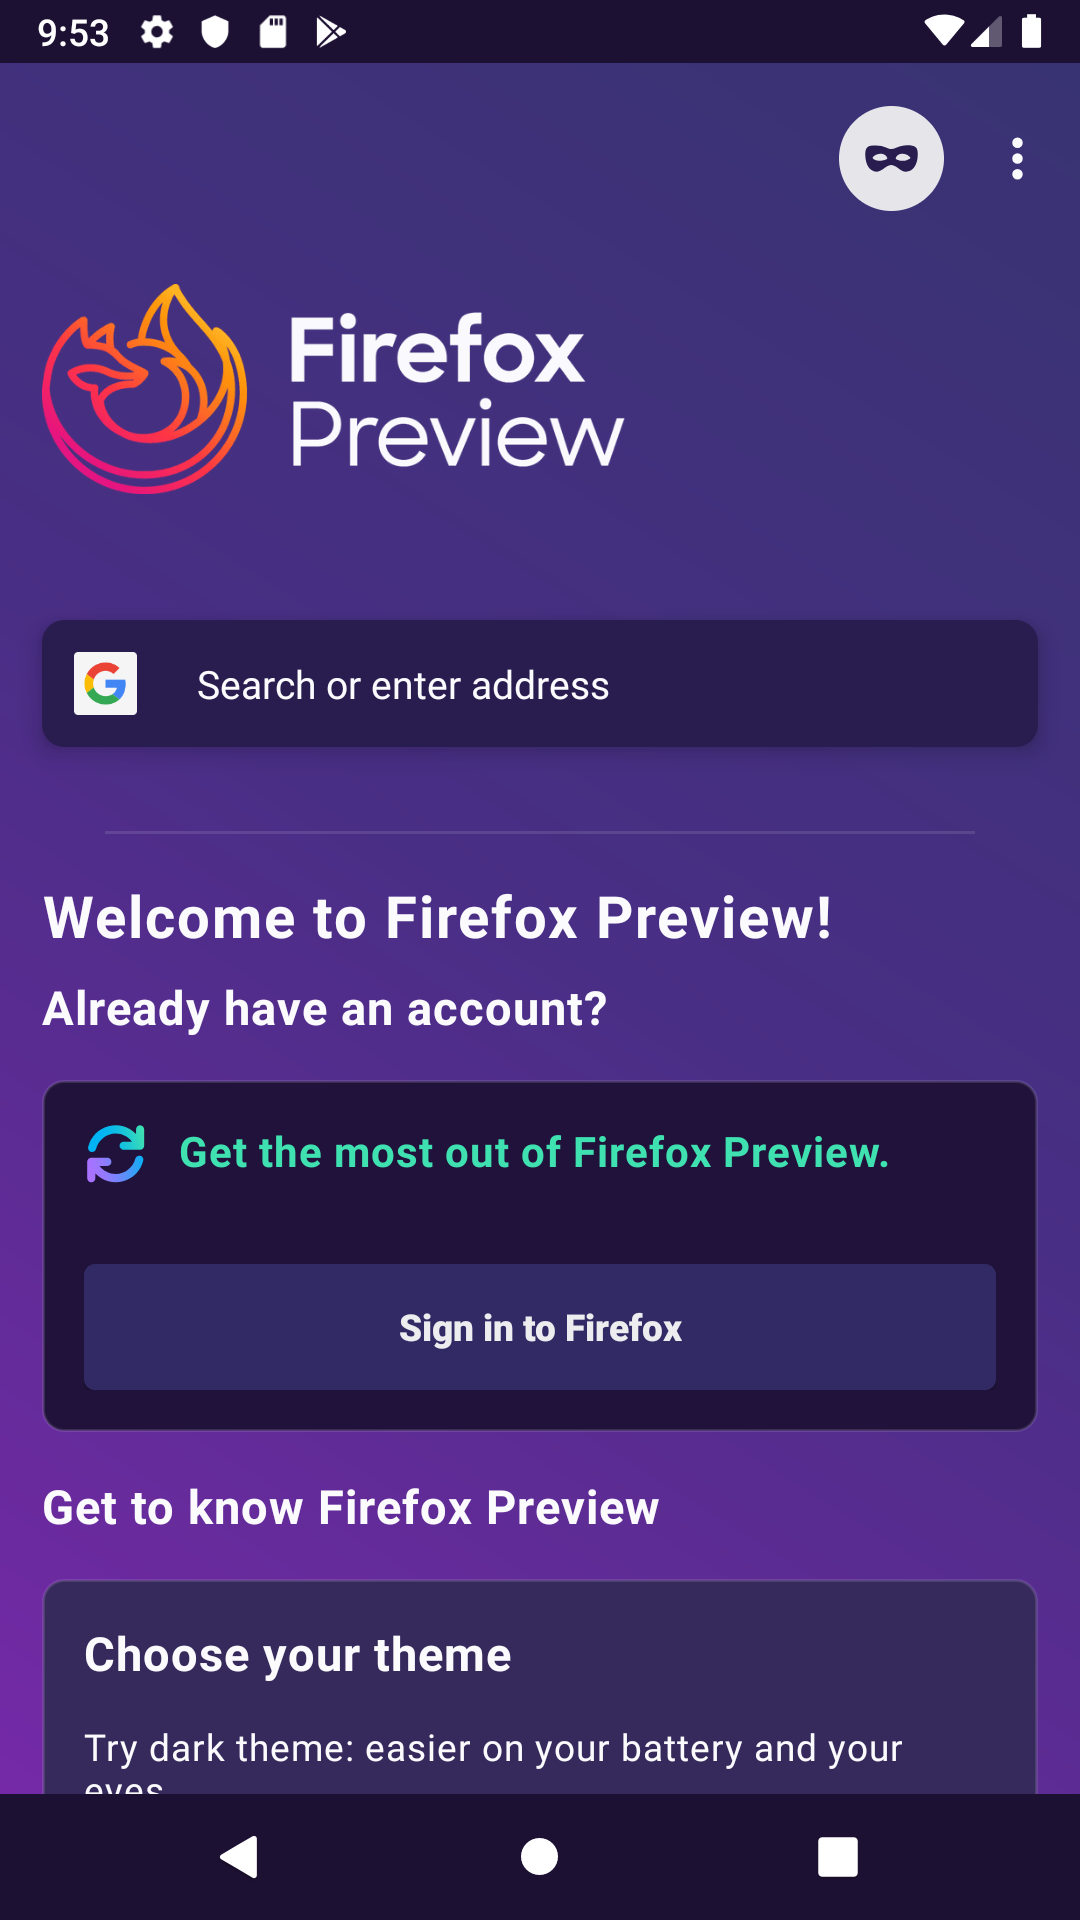 9:53
Firefox
Preview
Search or enter address
Welcome to Firefox Preview!
Already have an account?
Get the most out of Firefox Preview.
Sign in to Firefox
Get to know Firefox Preview
Choose your theme
Try dark theme: easier on your battery and your
eyes